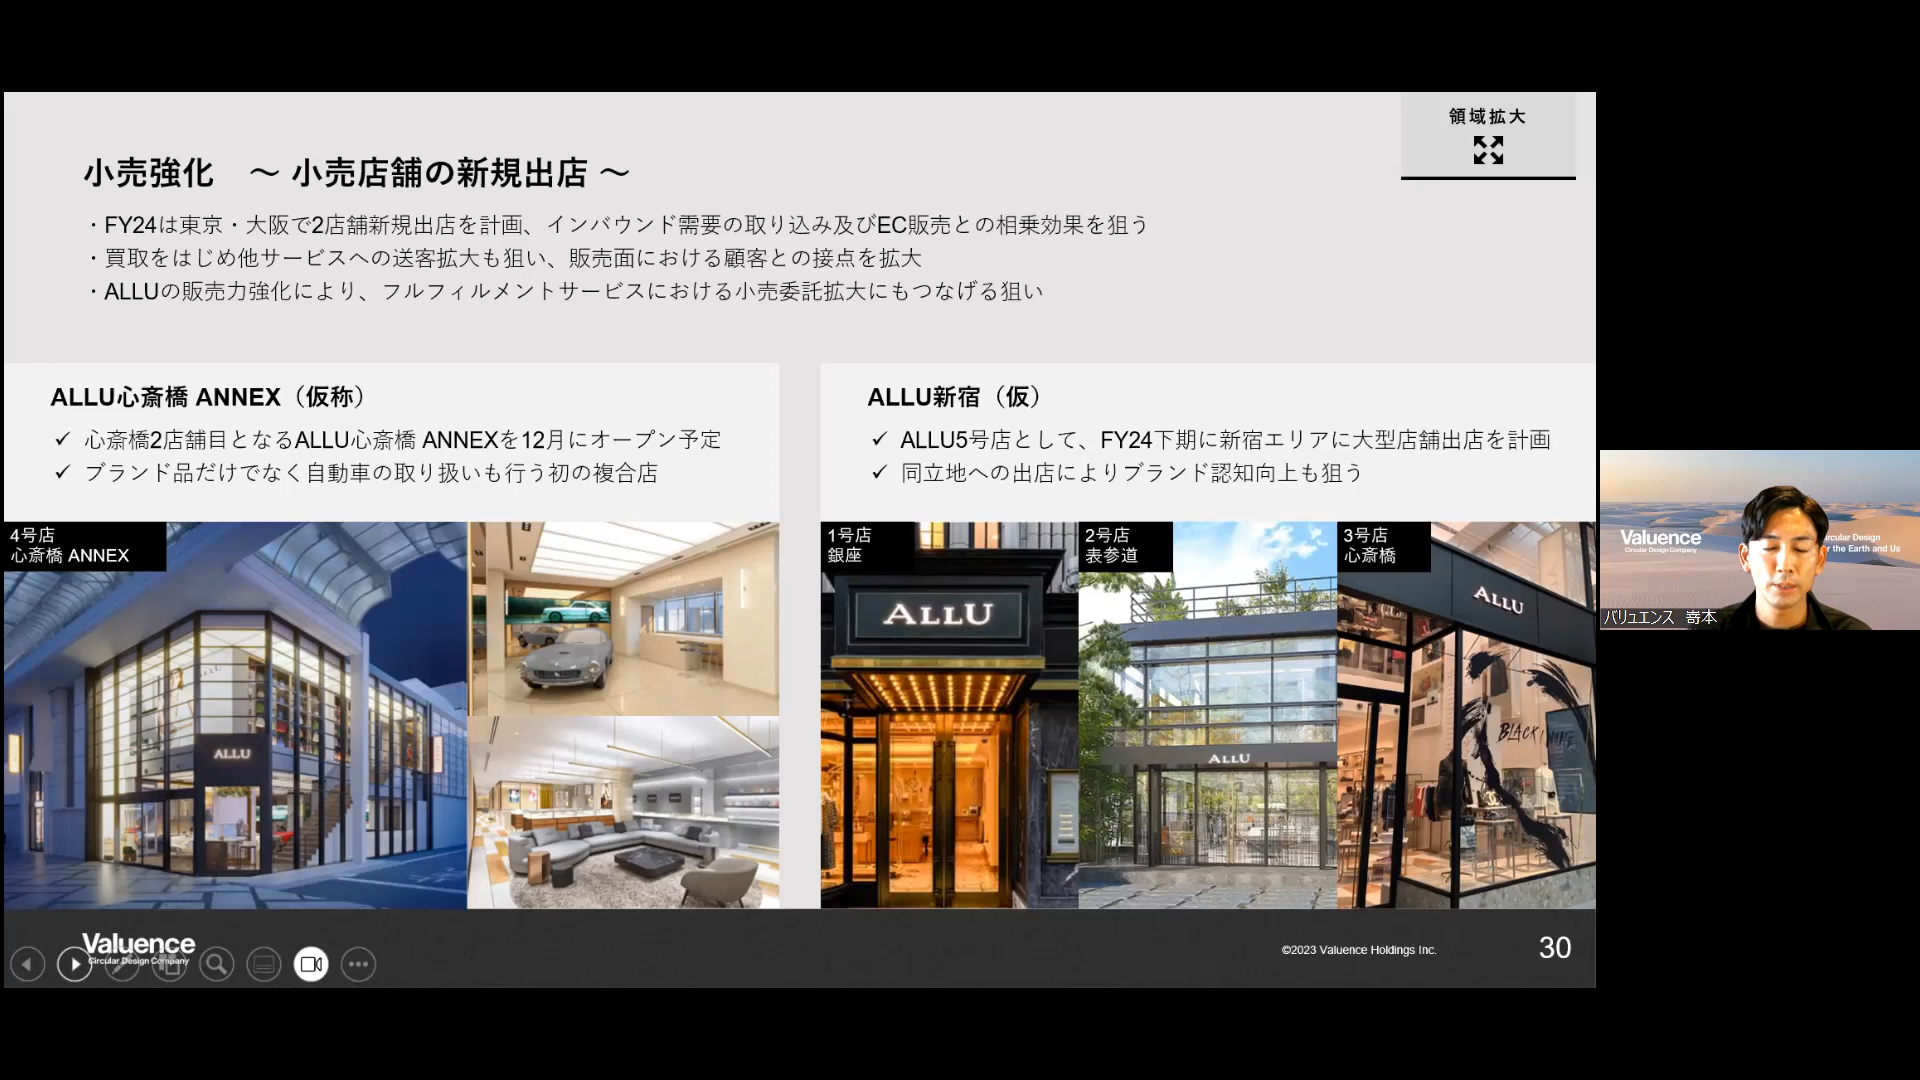 領域拡大
小売強化　～ 小売店舗の新規出店 ～
・FY24は東京・大阪で2店舗新規出店を計画、インバウンド需要の取り込み及びEC販売との相乗効果を狙う
・買取をはじめ他サービスへの送客拡大も狙い、販売面における顧客との接点を拡大
・ALLUの販売力強化により、フルフィルメントサービスにおける小売委託拡大にもつなげる狙い
ALLU心斎橋 ANNEX（仮称）
✓ 心斎橋2店舗目となるALLU心斎橋 ANNEXを12月にオープン予定
✓ ブランド品だけでなく自動車の取り扱いも行う初の複合店
ALLU新宿（仮）
✓ ALLU5号店として、FY24下期に新宿エリアに大型店舗出店を計画
✓ 同立地への出店によりブランド認知向上も狙う
4号店
心斎橋 ANNEX
ALLU
1号店
銀座
ALLU
2号店
表参道
ALLU
3号店
心斎橋
ALLU
BLACK
Valuence
Circular Design Company
©2023 Valuence Holdings Inc.
30
Valuence
Circular Design Company
ircular Design
r the Earth and Us
バリュエンス　嵜本